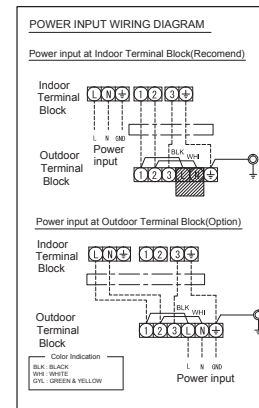 POWER INPUT WIRING DIAGRAM
Power input at Indoor Terminal Block(Recomend)
Indoor
Terminal
Block
L N 1 2 3
L N GND
Power
input
Outdoor
Terminal
Block
BLK
WHI
1 2 3 L N
Power input at Outdoor Terminal Block(Option)
Indoor
Terminal
Block
L N 1 2 3
Outdoor
Terminal
Block
BLK
WHI
1 2 3 L N
Color Indication
BLK : BLACK
WHI : WHITE
GYL : GREEN & YELLOW
L N GND
Power input